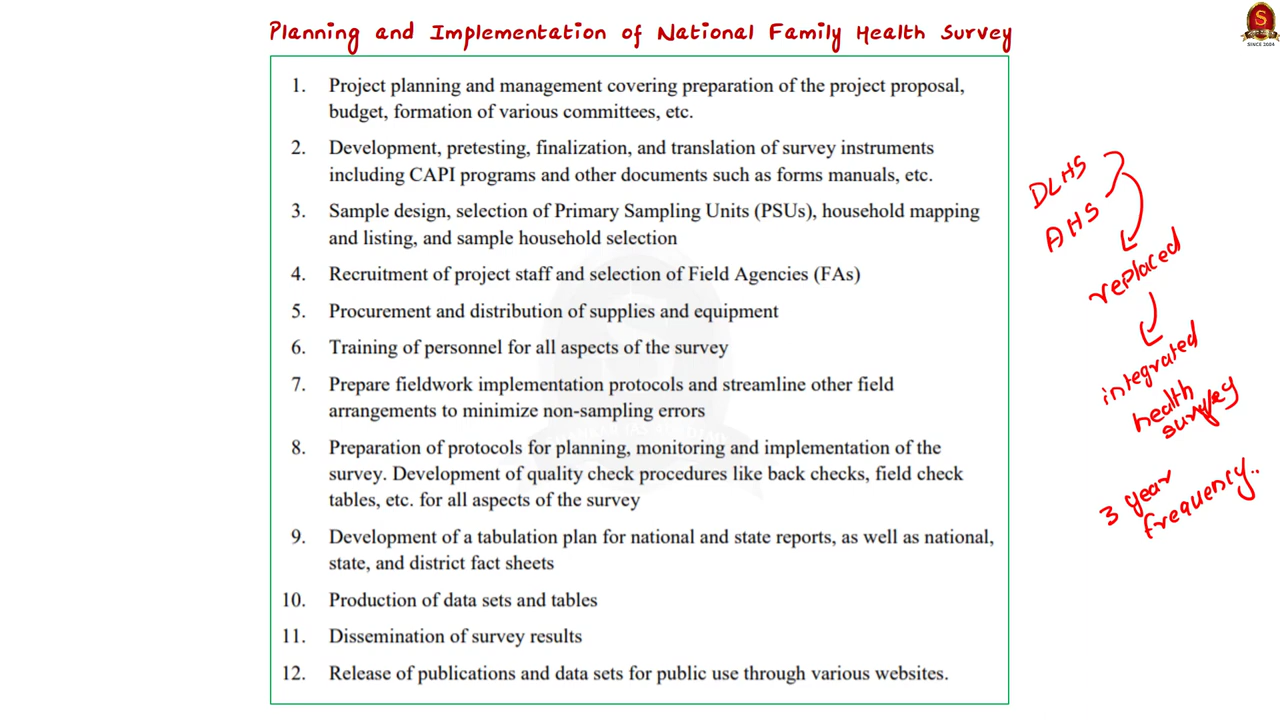 Planning and Implementation of National Family Health Survey
S
SINCE 2004
1. Project planning and management covering preparation of the project proposal,
budget, formation of various committees, etc.
2. Development, pretesting, finalization, and translation of survey instruments
including CAPI programs and other documents such as forms manuals, etc.
3. Sample design, selection of Primary Sampling Units (PSUs), household mapping
and listing, and sample household selection
4. Recruitment of project staff and selection of Field Agencies (FAs)
5. Procurement and distribution of supplies and equipment
6. Training of personnel for all aspects of the survey
7. Prepare fieldwork implementation protocols and streamline other field
arrangements to minimize non-sampling errors
8. Preparation of protocols for planning, monitoring and implementation of the
survey. Development of quality check procedures like back checks, field check
tables, etc. for all aspects of the survey
9. Development of a tabulation plan for national and state reports, as well as national,
state, and district fact sheets
10. Production of data sets and tables
11. Dissemination of survey results
12. Release of publications and data sets for public use through various websites.
DLHS
AHS
replaced
integrated
health
survey
3 year
frequency..